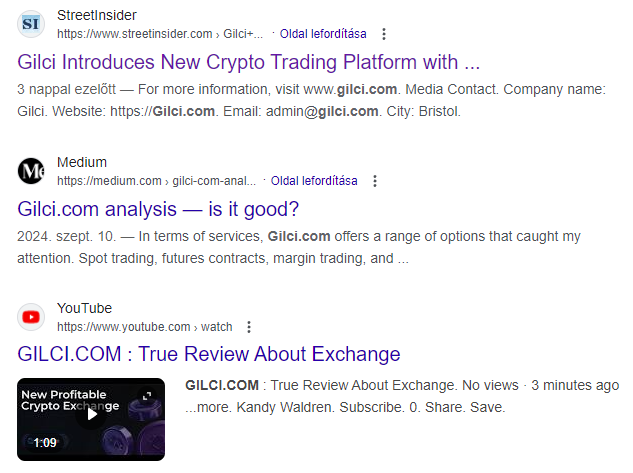 StreetInsider
https://www.streetinsider.com › Gilci+... · Oldal lefordítása
Gilci Introduces New Crypto Trading Platform with ...
3 nappal ezelőtt — For more information, visit www.gilci.com. Media Contact. Company name:
Gilci. Website: https://Gilci.com. Email: admin@gilci.com. City: Bristol.
Medium
https://medium.com › gilci-com-anal... · Oldal lefordítása
Gilci.com analysis — is it good?
2024. szept. 10. — In terms of services, Gilci.com offers a range of options that caught my
attention. Spot trading, futures contracts, margin trading, and ...
YouTube
https://www.youtube.com › watch
GILCI.COM : True Review About Exchange
New Profitable
Crypto Exchange
1:09
GILCI.COM : True Review About Exchange. No views · 3 minutes ago
...more. Kandy Waldren. Subscribe. 0. Share. Save.